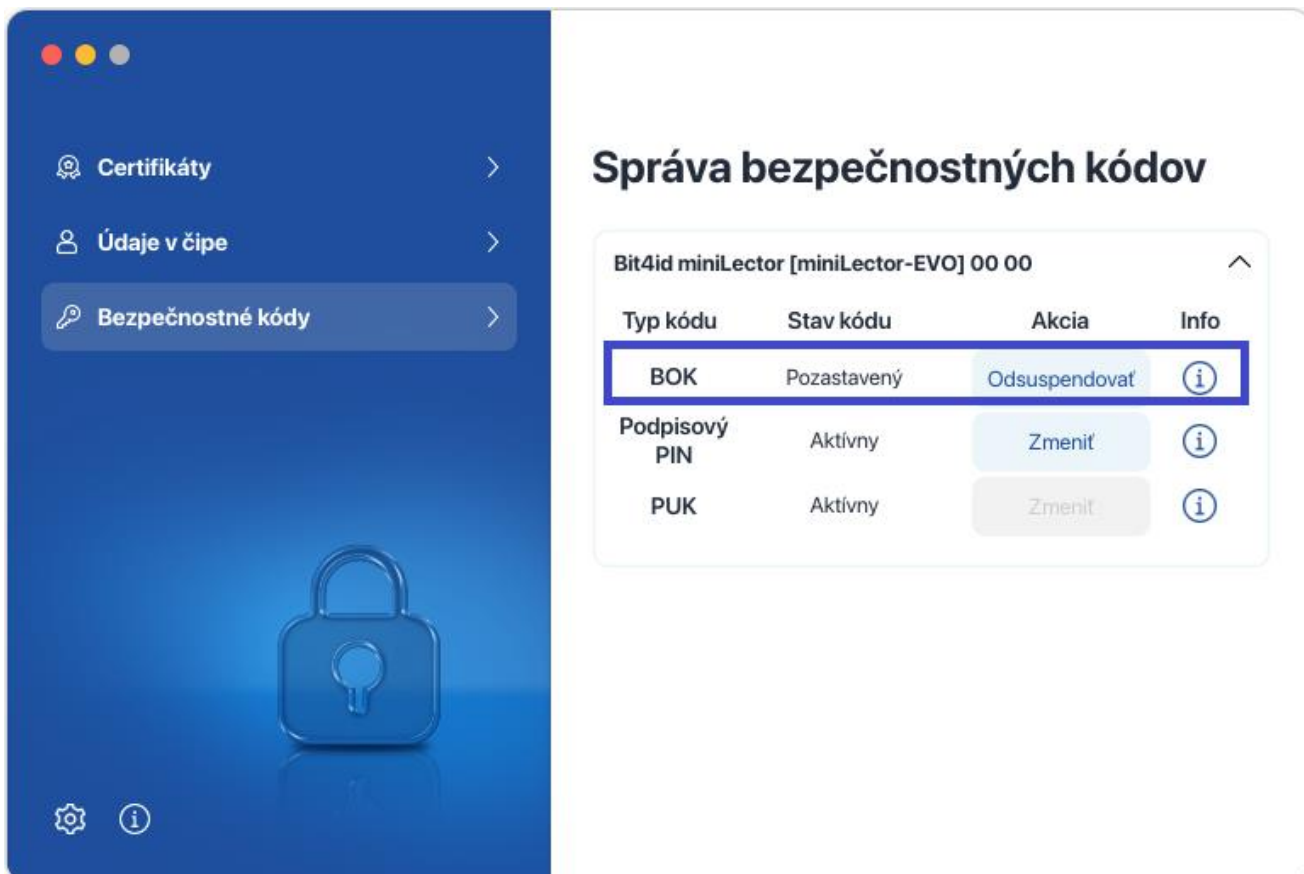 Certifikáty
Údaje v čipe
Bezpečnostné kódy
Správa bezpečnostných kódov
Bit4id miniLector [miniLector-EVO] 00 00
Typ kódu Stav kódu Akcia Info
BOK Pozastavený Odsuspendovať
Podpisový PIN Aktívny Zmeniť
PUK Aktívny Zmeniť